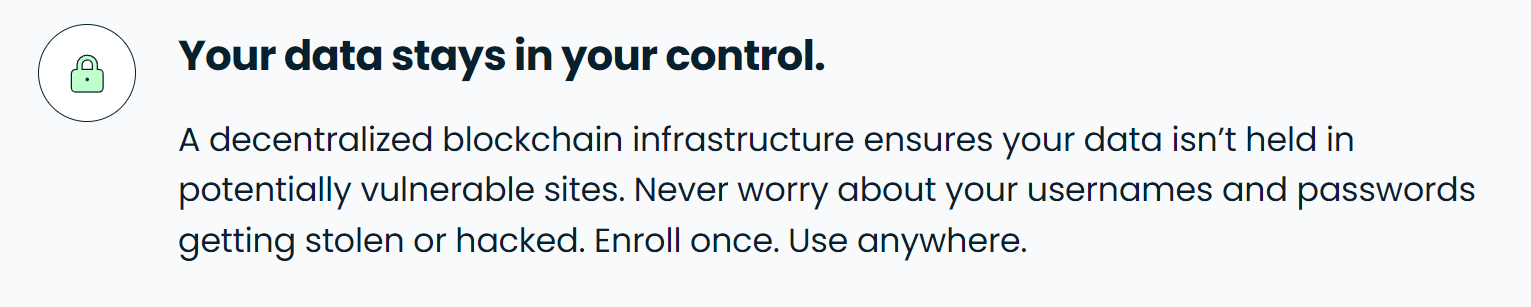 Your data stays in your control.
A decentralized blockchain infrastructure ensures your data isn’t held in
potentially vulnerable sites. Never worry about your usernames and passwords
getting stolen or hacked. Enroll once. Use anywhere.